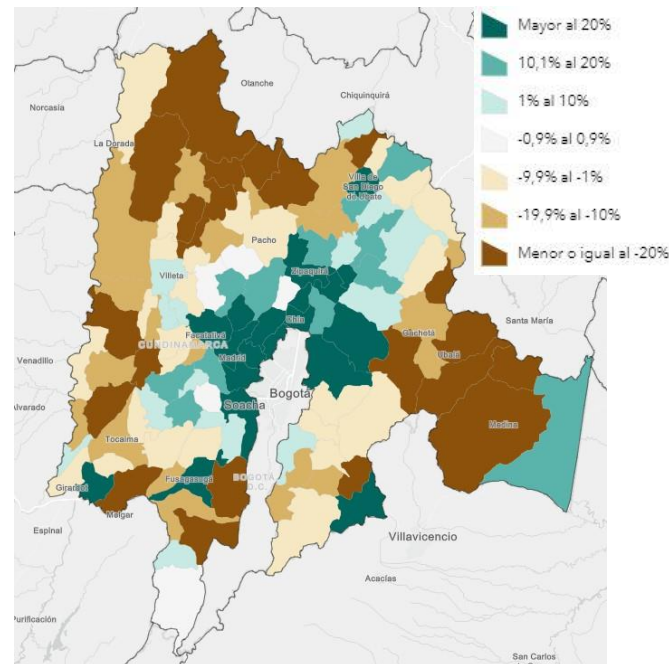 Mayor al 20%
10,1% al 20%
1% al 10%
-0,9% al 0,9%
-9,9% al -1%
-19,9% al -10%
Menor o igual al -20%
Otanche
Norcasia
Chiquinquirá
La Dorada
Villa de
San Diego
de Ubaté
Pacho
Villeta
Zipaquirá
Santa María
Chía
Gachetá
Facatativá
CUNDINAMARCA
Ubalá
Venadillo
Madrid
Bogotá
Alvarado
Soacha
Medina
Tocaima
Girardot
Fusagasugá
BOGOTÁ
D.C.
Espinal
Melgar
Villavicencio
Acacías
Purificación
San Carlos